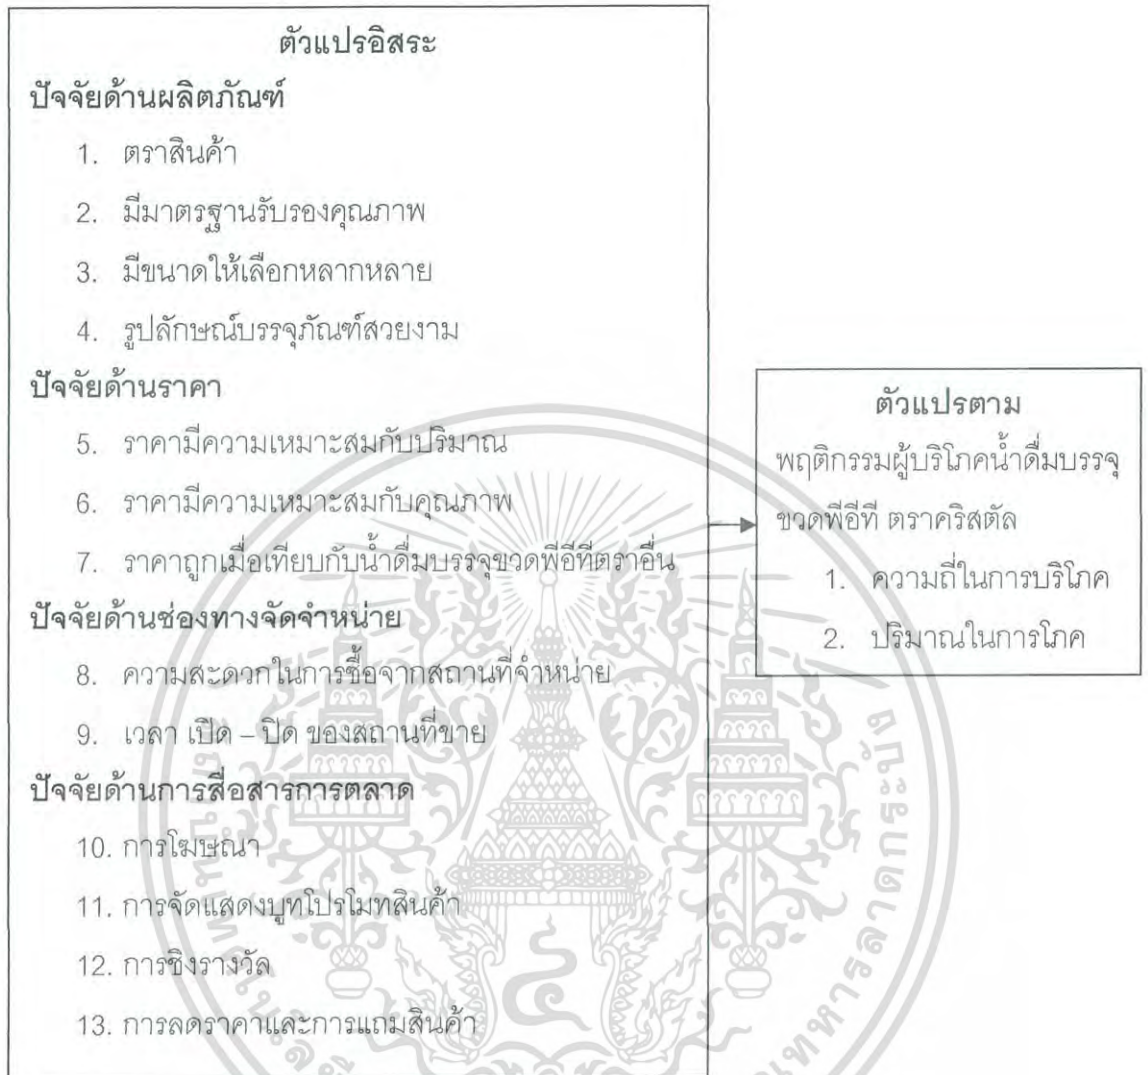 ตัวแปรอิสระ
ปัจจัยด้านผลิตภัณฑ์
1. ตราสินค้า
2. มีมาตรฐานรับรองคุณภาพ
3. มีขนาดให้เลือกหลากหลาย
4. รูปลักษณ์บรรจุภัณฑ์สวยงาม
ปัจจัยด้านราคา
5. ราคามีความเหมาะสมกับปริมาณ
6. ราคามีความเหมาะสมกับคุณภาพ
7. ราคาถูกเมื่อเทียบกับน้ำดื่มบรรจุขวดพีอีทีตราอื่น
ปัจจัยด้านช่องทางจัดจำหน่าย
8. ความสะดวกในการซื้อจากสถานที่จำหน่าย
9. เวลา เปิด – ปิด ของสถานที่ขาย
ปัจจัยด้านการสื่อสารการตลาด
10. การโฆษณา
11. การจัดแสดงบูทโปรโมทสินค้า
12. การชิงรางวัล
13. การลดราคาและการแถมสินค้า
ตัวแปรตาม
พฤติกรรมผู้บริโภคน้ำดื่มบรรจุ
ขวดพีอีที ตราคริสตัล
1. ความถี่ในการบริโภค
2. ปริมาณในการโภค